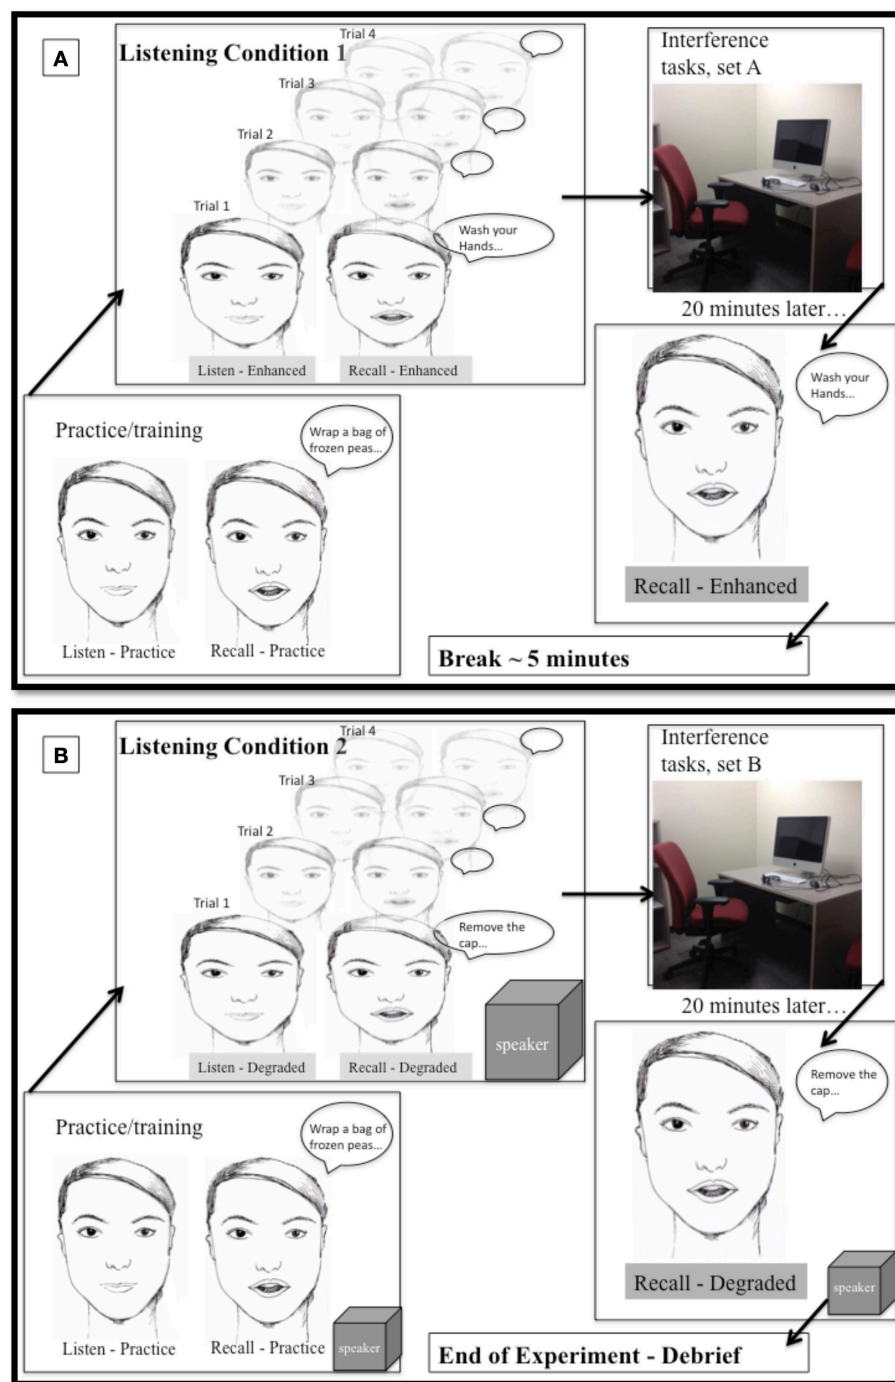 A
Listening Condition 1
Trial 4
Trial 3
Trial 2
Trial 1
Wash your
Hands...
Listen - Enhanced
Recall - Enhanced
Interference
tasks, set A
20 minutes later…
Wash your
Hands...
Recall - Enhanced
Practice/training
Wrap a bag of
frozen peas...
Listen - Practice
Recall - Practice
Break ~ 5 minutes
B
Listening Condition 2
Trial 4
Trial 3
Trial 2
Trial 1
Remove the
cap...
speaker
Listen - Degraded
Recall - Degraded
Interference
tasks, set B
20 minutes later…
Remove the
cap...
Recall - Degraded
speaker
Practice/training
Wrap a bag of
frozen peas...
Listen - Practice
Recall - Practice
speaker
End of Experiment - Debrief